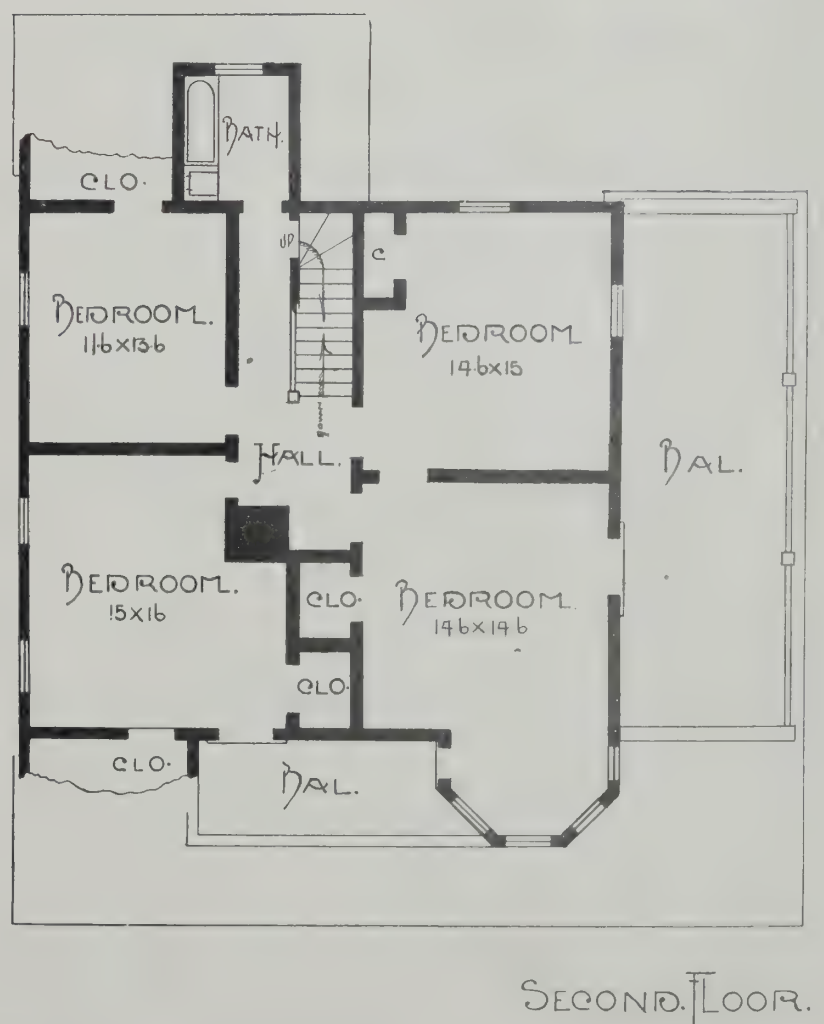 BATH.
CLO.
UP
C
BEDROOM.
11·6×13·6
BEDROOM
14·6×15
HALL.
BAL.
BEDROOM.
15×16
CLO.
BEDROOM.
14 6×14 6
CLO.
CLO.
BAL.
SECOND. FLOOR.